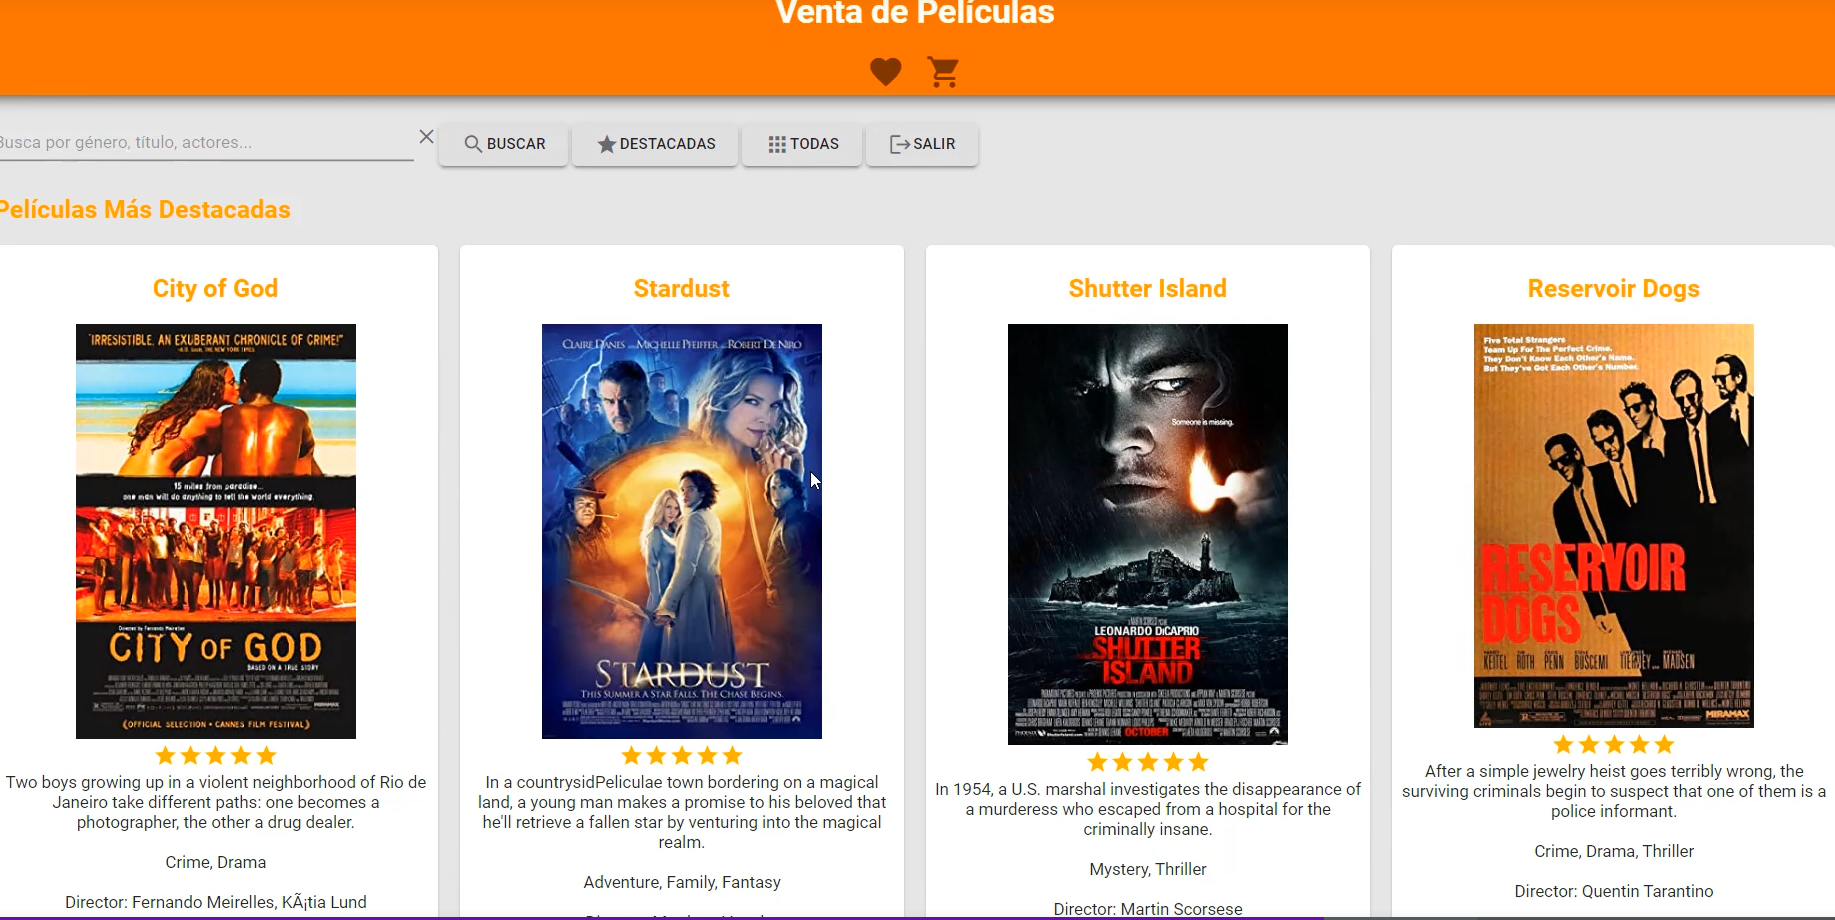 Venta de Películas
Busca por género, título, actores...
BUSCAR
DESTACADAS
TODAS
SALIR
Películas Más Destacadas
City of God
"IRRESISTIBLE, AN EXUBERANT CHRONICLE OF CRIME!"
15 miles from paradise...
one man will do anything to tell the world everything.
Directed by Fernando Meirelles
CITY OF GOD
BASED ON A TRUE STORY
MIRAMAX
(OFFICIAL SELECTION • CANNES FILM FESTIVAL)
Two boys growing up in a violent neighborhood of Rio de
Janeiro take different paths: one becomes a
photographer, the other a drug dealer.
Crime, Drama
Director: Fernando Meirelles, KÃ¡tia Lund
Stardust
CLAIRE DANES MICHELLE PFEIFFER ROBERT DE NIRO
STARDUST
THIS SUMMER A STAR FALLS. THE CHASE BEGINS.
In a countrysidPeliculae town bordering on a magical
land, a young man makes a promise to his beloved that
he'll retrieve a fallen star by venturing into the magical
realm.
Adventure, Family, Fantasy
Shutter Island
Someone is missing.
LEONARDO DiCAPRIO
SHUTTER
ISLAND
OCTOBER
In 1954, a U.S. marshal investigates the disappearance of
a murderess who escaped from a hospital for the
criminally insane.
Mystery, Thriller
Director: Martin Scorsese
Reservoir Dogs
Five Total Strangers
Team Up For The Perfect Crime.
They Don't Know Each Other's Name.
But They've Got Each Other's Number.
RESERVOIR
DOGS
KEITEL ROTH PENN BUSCEMI TIERNEY MADSEN
MIRAMAX
After a simple jewelry heist goes terribly wrong, the
surviving criminals begin to suspect that one of them is a
police informant.
Crime, Drama, Thriller
Director: Quentin Tarantino